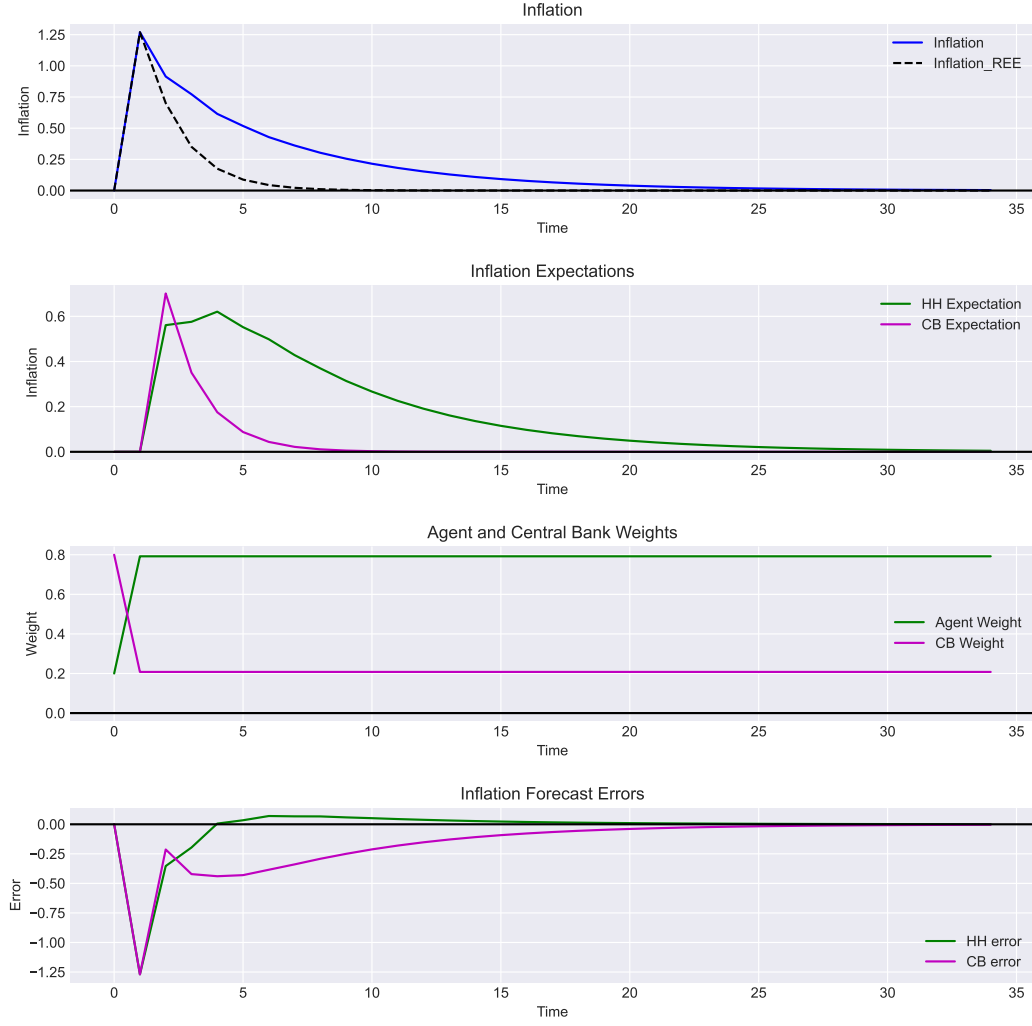 Inflation
Inflation
1.25
1.00
0.75
0.50
0.25
0.00
Inflation
Inflation_REE
0 5 10 15 20 25 30 35
Time
Inflation Expectations
Inflation
0.6
0.4
0.2
0.0
HH Expectation
CB Expectation
0 5 10 15 20 25 30 35
Time
Agent and Central Bank Weights
Weight
0.8
0.6
0.4
0.2
0.0
Agent Weight
CB Weight
0 5 10 15 20 25 30 35
Time
Inflation Forecast Errors
Error
0.00
−0.25
−0.50
−0.75
−1.00
−1.25
HH error
CB error
0 5 10 15 20 25 30 35
Time